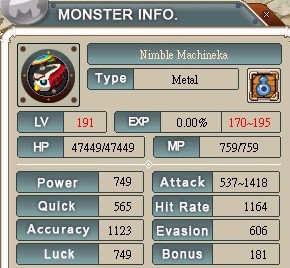 MONSTER INFO.
Nimble Machineka
Type Metal
LV 191 EXP 0.00% 170~195
HP 47449/47449 MP 759/759
Power 749 Attack 537~1418
Quick 565 Hit Rate 1164
Accuracy 1123 Evasion 606
Luck 749 Bonus 181